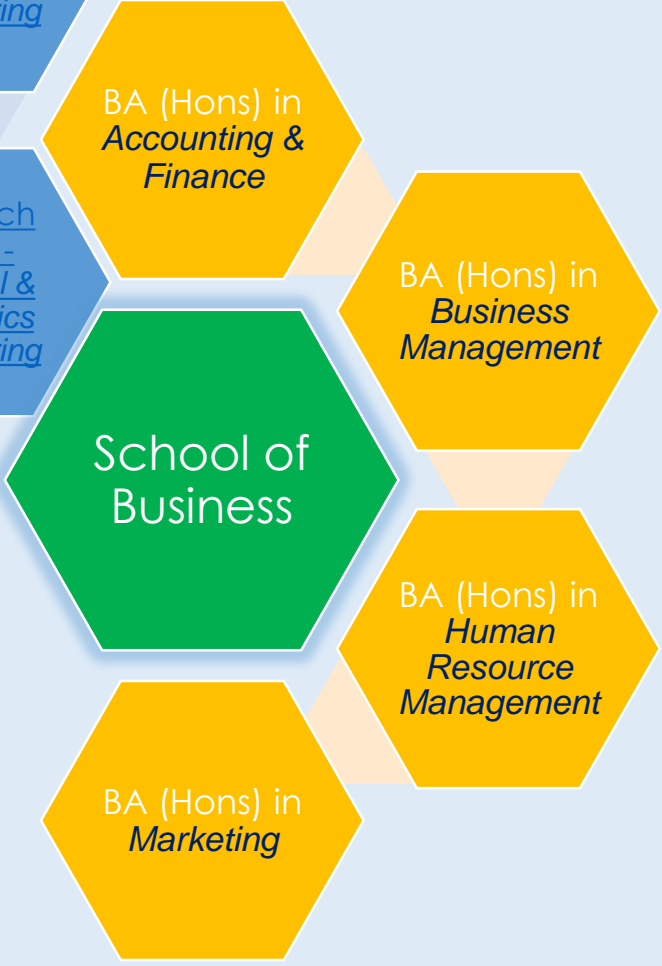 BA (Hons) in
Accounting &
Finance
&
BA (Hons) in
Business
Management
School of
Business
BA (Hons) in
Human
Resource
Management
BA (Hons) in
Marketing